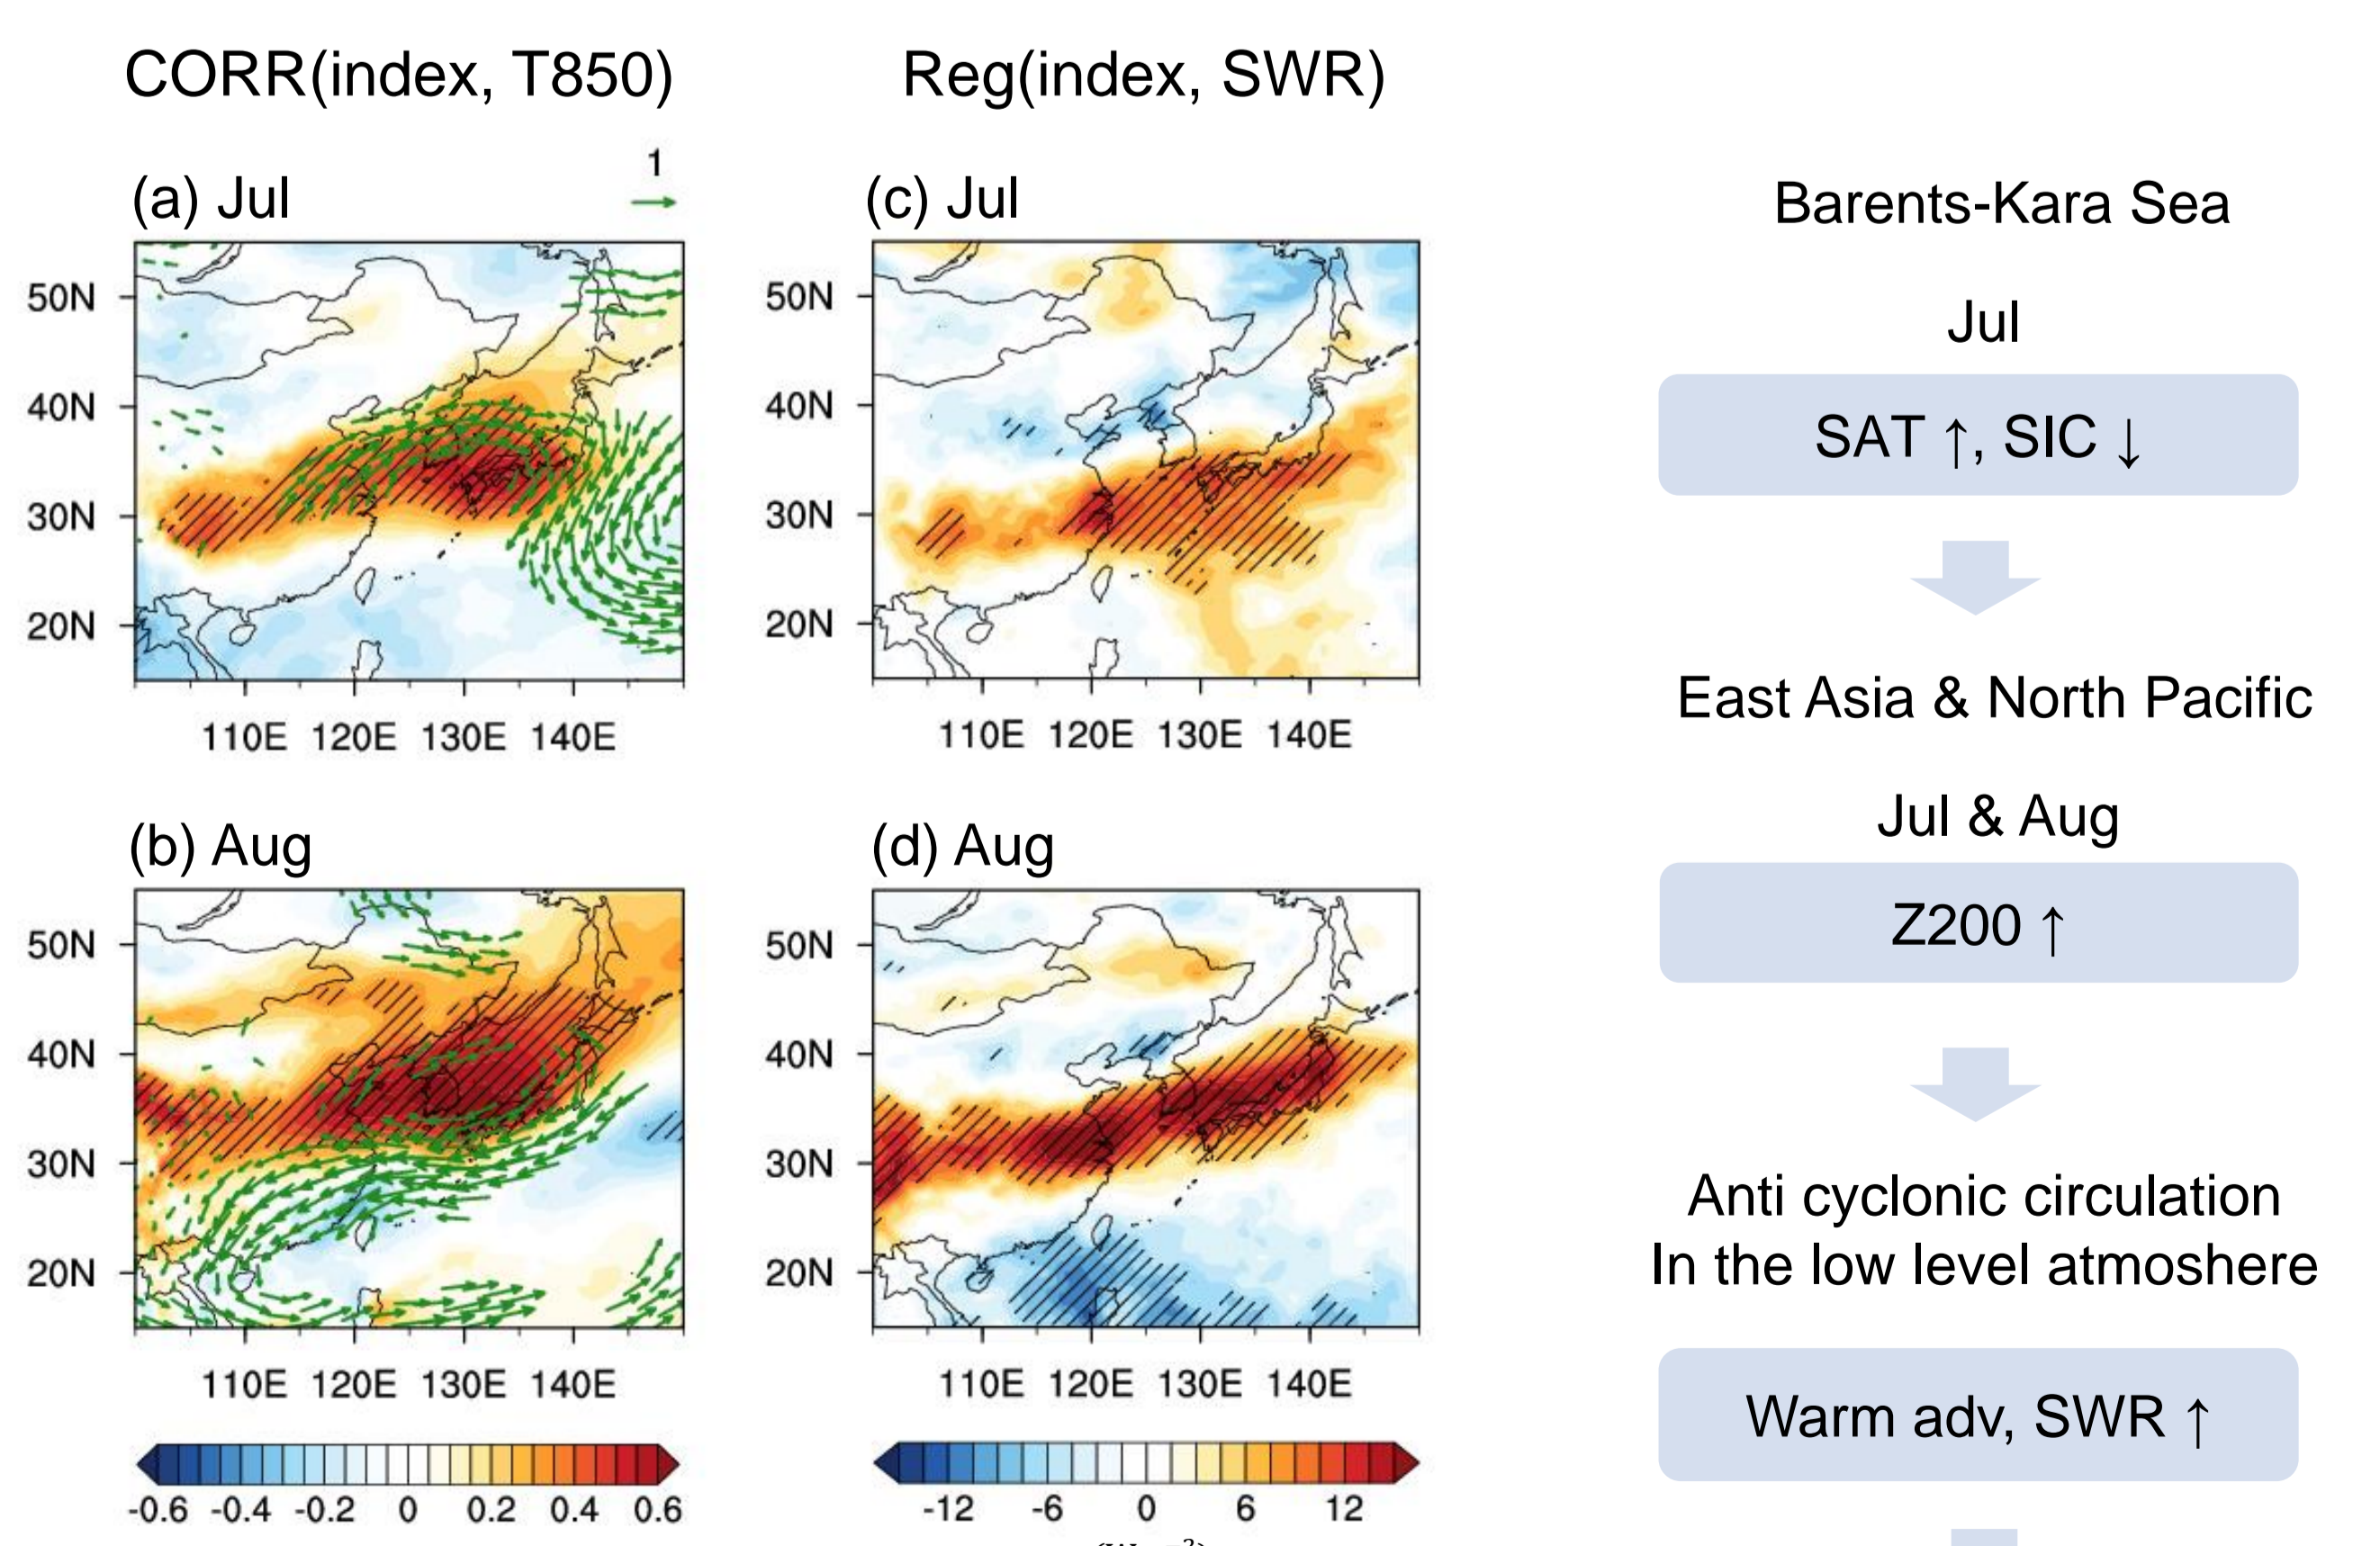 CORR(index, T850)
Reg(index, SWR)
1
(a) Jul
50N
40N
30N
20N
110E 120E 130E 140E
(c) Jul
50N
40N
30N
20N
110E 120E 130E 140E
(b) Aug
50N
40N
30N
20N
110E 120E 130E 140E
-0.6 -0.4 -0.2 0 0.2 0.4 0.6
(d) Aug
50N
40N
30N
20N
110E 120E 130E 140E
-12 -6 0 6 12
Barents-Kara Sea
Jul
SAT ↑, SIC ↓
East Asia & North Pacific
Jul & Aug
Z200 ↑
Anti cyclonic circulation
In the low level atmoshere
Warm adv, SWR ↑